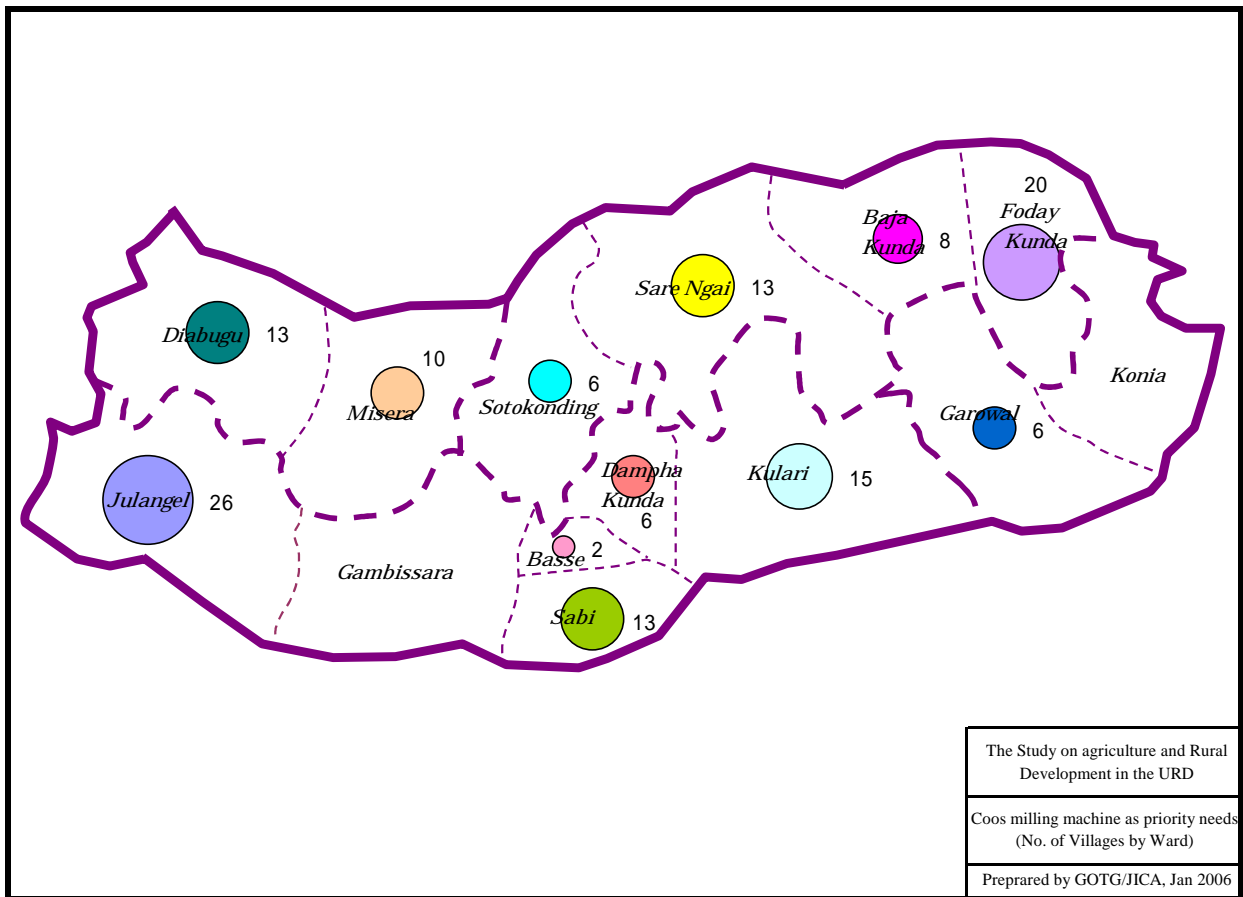 20
Foday
Kunda
Baja
Kunda
8
Sare Ngai
13
Diabugu
13
10
Misera
6
Sotokonding
Konia
Garowal
6
Dampha
Kunda
6
Kulari
15
Julangel
26
Gambissara
Basse
2
Sabi
13
The Study on agriculture and Rural
Development in the URD
Coos milling machine as priority needs
(No. of Villages by Ward)
Preprared by GOTG/JICA, Jan 2006